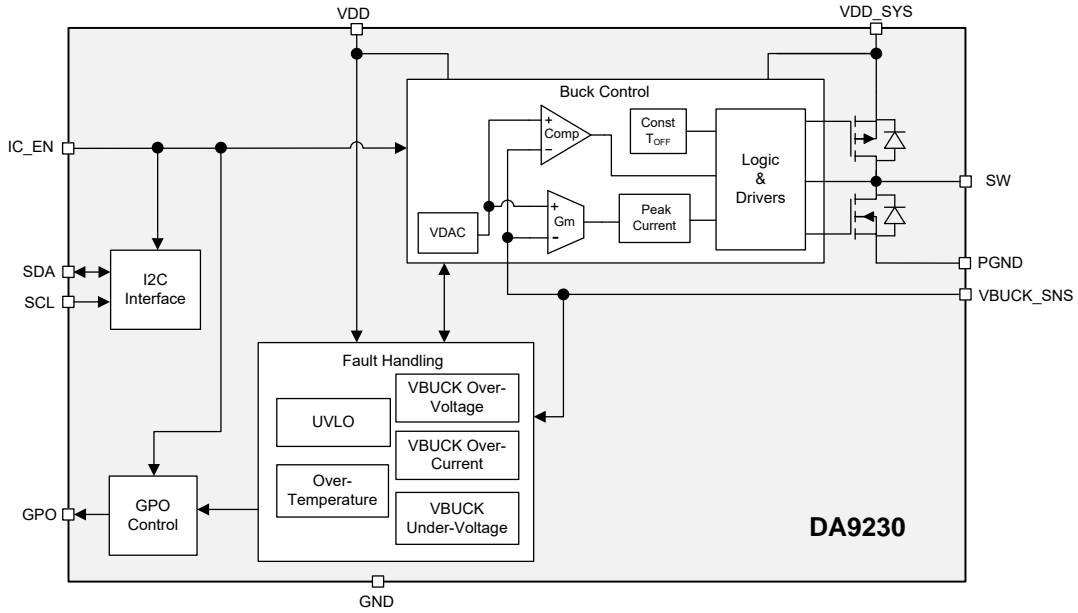 VDD
VDD_SYS
Buck Control
+
Comp
−
Const
TOFF
Logic
&
Drivers
IC_EN
SW
+
Gm
−
Peak
Current
VDAC
PGND
SDA
SCL
I2C
Interface
VBUCK_SNS
Fault Handling
UVLO
VBUCK Over-
Voltage
VBUCK Over-
Current
Over-
Temperature
VBUCK
Under-Voltage
GPO
GPO
Control
DA9230
GND